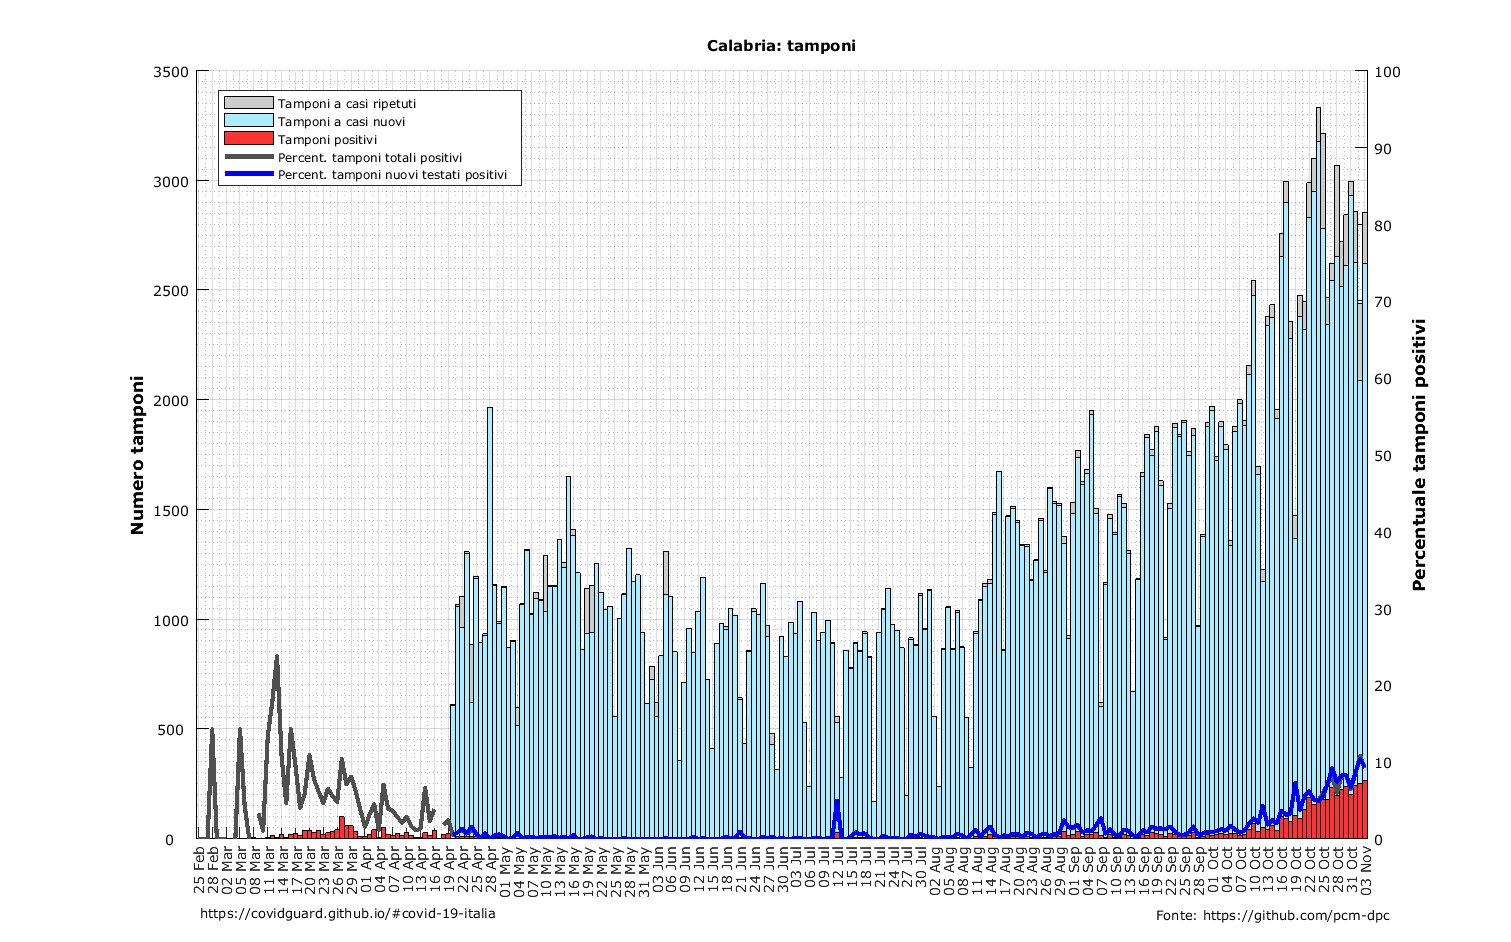 Calabria: tamponi
3500
3000
2500
2000
1500
1000
500
0
100
90
80
70
60
50
40
30
20
10
0
Numero tamponi
Percentuale tamponi positivi
Tamponi a casi ripetuti
Tamponi a casi nuovi
Tamponi positivi
Percent. tamponi totali positivi
Percent. tamponi nuovi testati positivi
25 Feb
28 Feb
02 Mar
05 Mar
08 Mar
11 Mar
14 Mar
17 Mar
20 Mar
23 Mar
26 Mar
29 Mar
01 Apr
04 Apr
07 Apr
10 Apr
13 Apr
16 Apr
19 Apr
22 Apr
25 Apr
28 Apr
01 May
04 May
07 May
10 May
13 May
16 May
19 May
22 May
25 May
28 May
31 May
03 Jun
06 Jun
09 Jun
12 Jun
15 Jun
18 Jun
21 Jun
24 Jun
27 Jun
30 Jun
03 Jul
06 Jul
09 Jul
12 Jul
15 Jul
18 Jul
21 Jul
24 Jul
27 Jul
30 Jul
02 Aug
05 Aug
08 Aug
11 Aug
14 Aug
17 Aug
20 Aug
23 Aug
26 Aug
29 Aug
01 Sep
04 Sep
07 Sep
10 Sep
13 Sep
16 Sep
19 Sep
22 Sep
25 Sep
28 Sep
01 Oct
04 Oct
07 Oct
10 Oct
13 Oct
16 Oct
19 Oct
22 Oct
25 Oct
28 Oct
31 Oct
03 Nov
https://covidguard.github.io/#covid-19-italia
Fonte: https://github.com/pcm-dpc